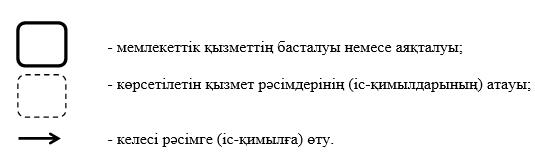 - мемлекеттік қызметтің басталуы немесе аяқталуы;
- көрсетілетін қызмет рәсімдерінің (іс-қимылдарының) атауы;
- келесі рәсімге (іс-қимылға) өту.